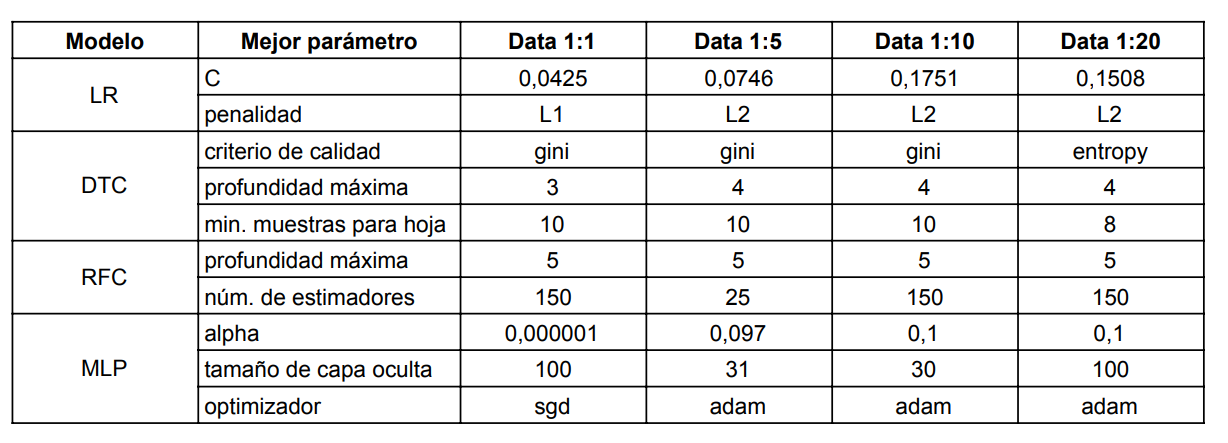 Modelo Mejor parámetro Data 1:1 Data 1:5 Data 1:10 Data 1:20
LR C 0,0425 0,0746 0,1751 0,1508
penalidad L1 L2 L2 L2
DTC criterio de calidad gini gini gini entropy
profundidad máxima 3 4 4 4
min. muestras para hoja 10 10 10 8
RFC profundidad máxima 5 5 5 5
núm. de estimadores 150 25 150 150
MLP alpha 0,000001 0,097 0,1 0,1
tamaño de capa oculta 100 31 30 100
optimizador sgd adam adam adam